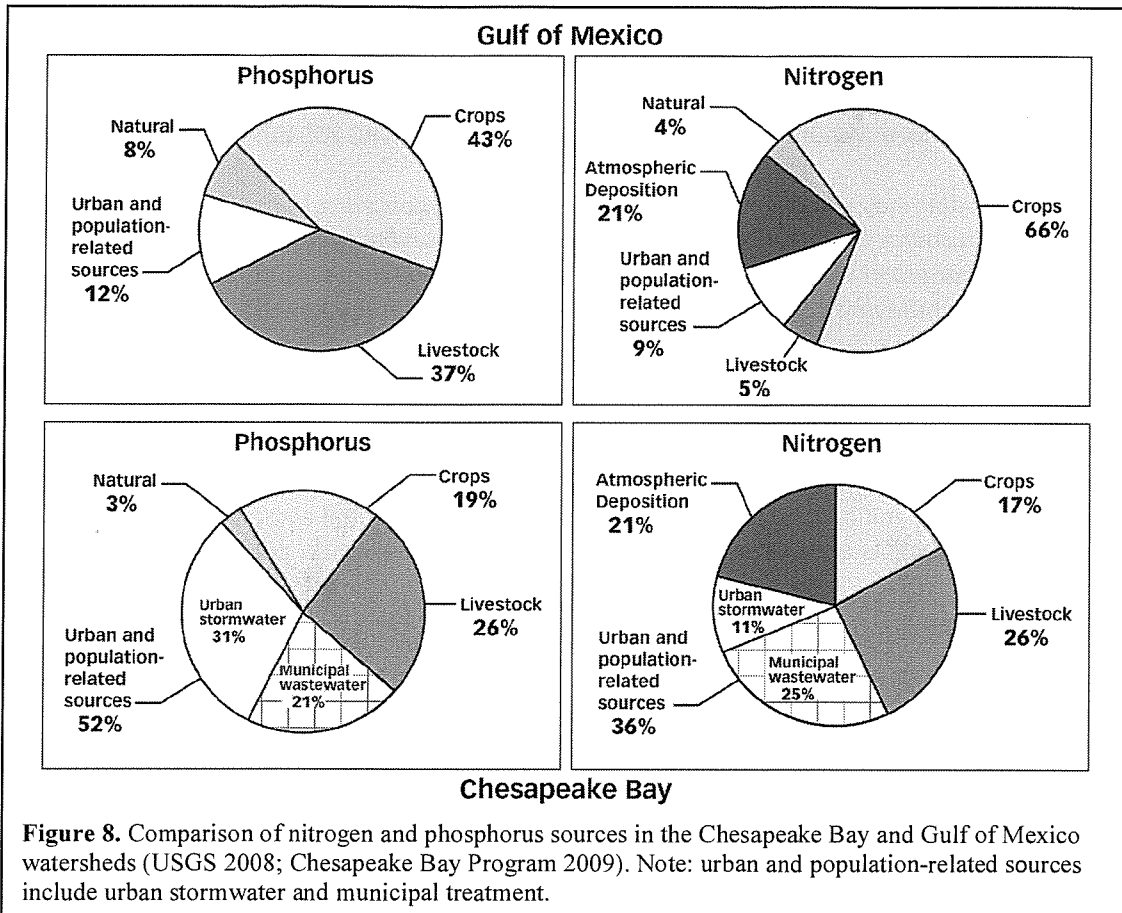 Gulf of Mexico
Phosphorus
Natural
8%
Crops
43%
Urban and
population-
related
sources
12%
Livestock
37%
Nitrogen
Natural
4%
Atmospheric
Deposition
21%
Crops
66%
Urban and
population-
related
sources
9%
Livestock
5%
Phosphorus
Natural
3%
Crops
19%
Urban
stormwater
31%
Livestock
26%
Urban and
population-
related
sources
52%
Municipal
wastewater
21%
Nitrogen
Atmospheric
Deposition
21%
Crops
17%
Urban
stormwater
11%
Livestock
26%
Urban and
population-
related
sources
36%
Municipal
wastewater
25%
Chesapeake Bay
Figure 8. Comparison of nitrogen and phosphorus sources in the Chesapeake Bay and Gulf of Mexico
watersheds (USGS 2008; Chesapeake Bay Program 2009). Note: urban and population-related sources
include urban stormwater and municipal treatment.